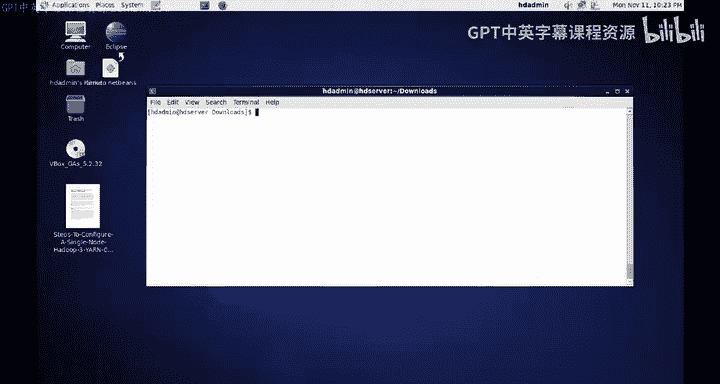 GPT中英字幕课程资源 bilibili
Applications Places System
hdadmin
Mon Nov 11, 10:23 PM
Computer
Eclipse
netbeans
Trash
VBox_GAs_5.2.32
Steps-To-Configure-
A-Single-Node-
Hadoop-3-YARN-C...
hdadmin@hdserver:~/Downloads
File Edit View Search Terminal Help
[hdadmin@hdserver Downloads]$